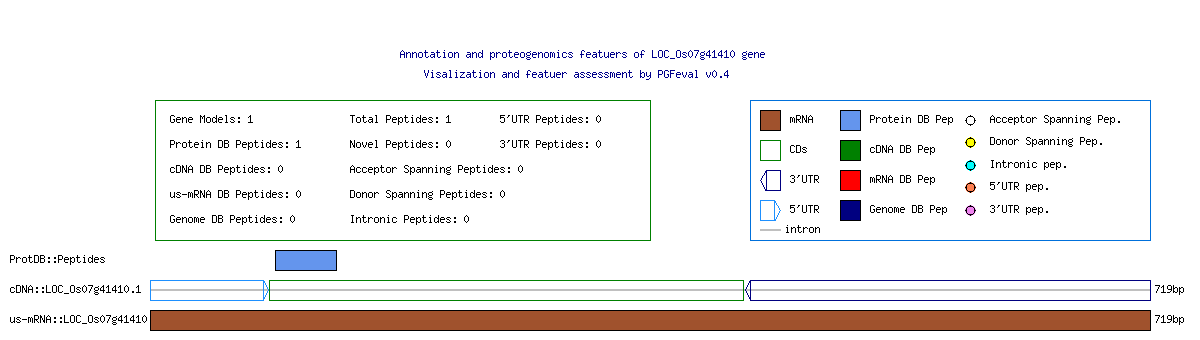 Annotation and proteogenomics featuers of LOC_Os07g41410 gene
Visalization and featuer assessment by PGFeval v0.4
Gene Models: 1 Total Peptides: 1 5'UTR Peptides: 0
Protein DB Peptides: 1 Novel Peptides: 0 3'UTR Peptides: 0
cDNA DB Peptides: 0 Acceptor Spanning Peptides: 0
us-mRNA DB Peptides: 0 Donor Spanning Peptides: 0
Genome DB Peptides: 0 Intronic Peptides: 0
mRNA Protein DB Pep Acceptor Spanning Pep.
CDs cDNA DB Pep Donor Spanning Pep.
3'UTR mRNA DB Pep Intronic pep.
5'UTR Genome DB Pep 5'UTR pep.
intron 3'UTR pep.
ProtDB::Peptides
cDNA::LOC_Os07g41410.1 719bp
us-mRNA::LOC_Os07g41410 719bp